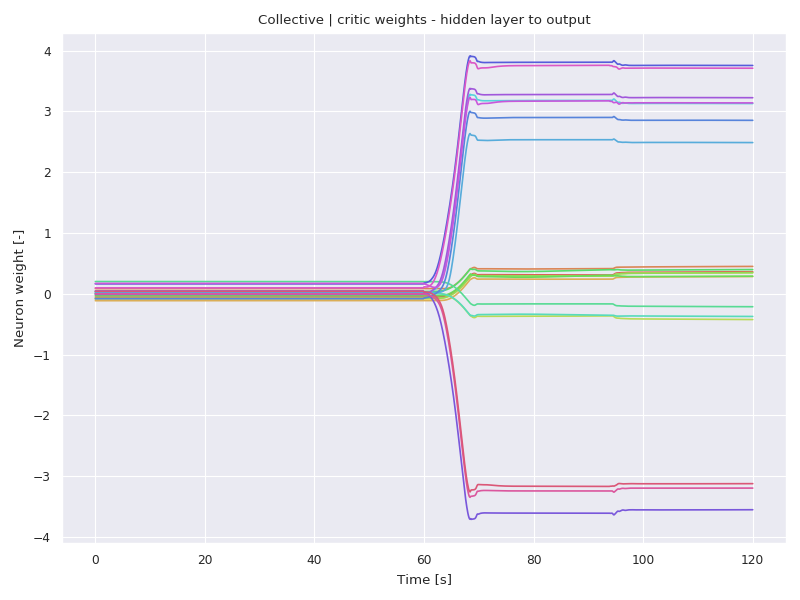 Collective | critic weights - hidden layer to output
Neuron weight [-]
4
3
2
1
0
−1
−2
−3
−4
0 20 40 60 80 100 120
Time [s]